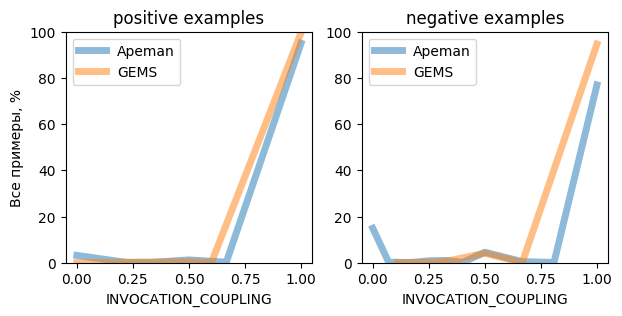 positive examples
negative examples
Apeman
GEMS
Apeman
GEMS
Все примеры, %
100
80
60
40
20
0
0.00 0.25 0.50 0.75 1.00
INVOCATION_COUPLING
100
80
60
40
20
0
0.00 0.25 0.50 0.75 1.00
INVOCATION_COUPLING